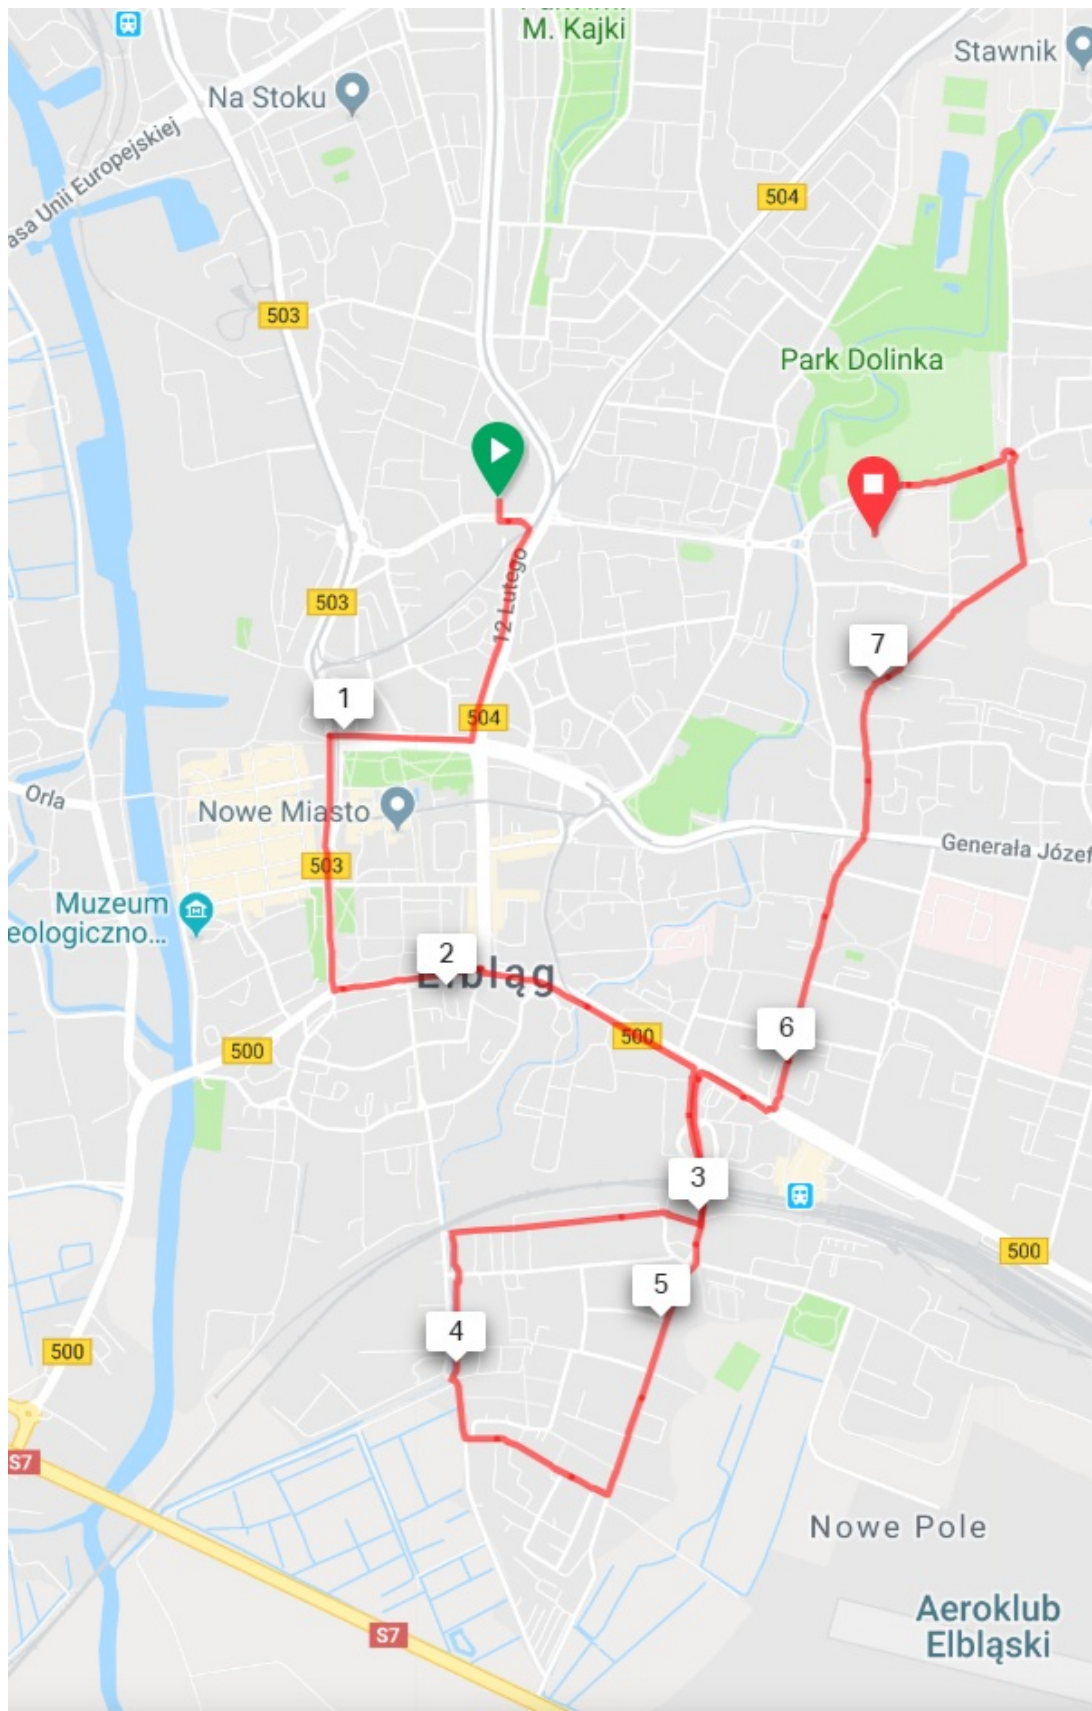 M. Kajki
Stawnik
Na Stoku
asa Unii Europejskiej
504
503
Park Dolinka
12 Lutego
503
7
1
504
Orla
Nowe Miasto
Generała Józef
503
Muzeum
eologiczno...
2
Elbląg
6
500
500
3
500
5
4
500
S7
Nowe Pole
Aeroklub
Elbląski
S7